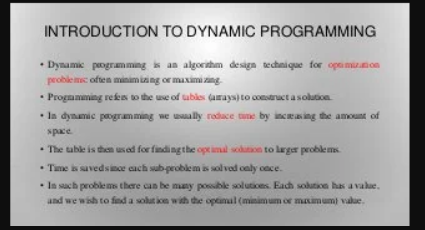 INTRODUCTION TO DYNAMIC PROGRAMMING
• Dynamic programming is an algorithm design technique for optimization
problems: often minimizing or maximizing.
• Programming refers to the use of tables (arrays) to construct a solution.
• In dynamic programming we usually reduce time by increasing the amount of
space.
• The table is then used for finding the optimal solution to larger problems.
• Time is saved since each sub-problem is solved only once.
• In such problems there can be many possible solutions. Each solution has a value,
and we wish to find a solution with the optimal (minimum or maximum) value.